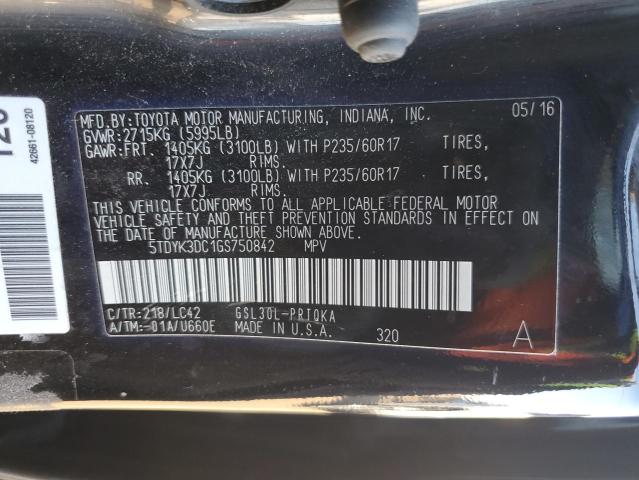 MFD.BY:TOYOTA MOTOR MANUFACTURING, INDIANA, INC. 05/16
GVWR:2715KG (5995LB)
GAWR:FRT. 1405KG (3100LB) WITH P235/60R17 TIRES,
17X7J RIMS.
RR. 1405KG (3100LB) WITH P235/60R17 TIRES,
17X7J RIMS.
THIS VEHICLE CONFORMS TO ALL APPLICABLE FEDERAL MOTOR
VEHICLE SAFETY AND THEFT PREVENTION STANDARDS IN EFFECT
ON THE DATE OF MANUFACTURE SHOWN ABOVE.
5TDYK3DC1GS750842 MPV
C/TR:218/LC42 GSL30L-PRTQKA
A/TM:-01A/U660E MADE IN U.S.A. 320 A
42661-08120